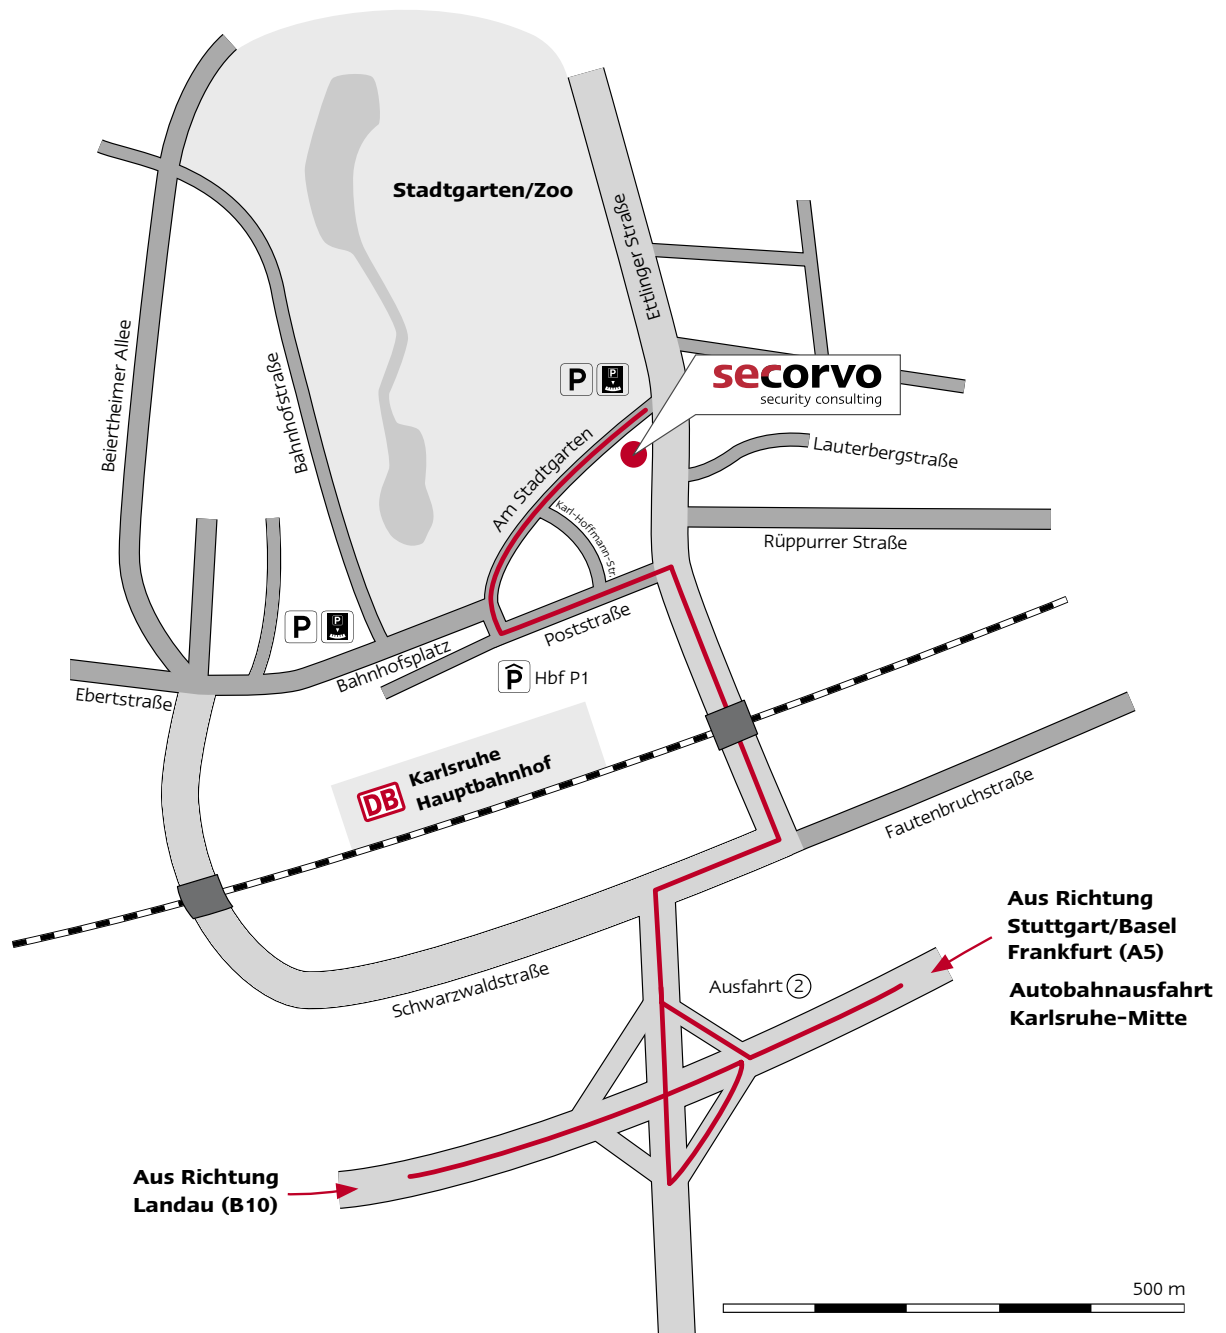 Stadtgarten/Zoo
Ettlinger Straße
Beiertheimer Allee
Bahnhofstraße
P
P
secorvo
security consulting
Am Stadtgarten
Lauterbergstraße
Karl-Hoffmann-Str.
Rüppurrer Straße
P
P
Poststraße
Bahnhofsplatz
P Hbf P1
Ebertstraße
DB
Karlsruhe
Hauptbahnhof
Fautenbruchstraße
Schwarzwaldstraße
Ausfahrt 2
Aus Richtung
Stuttgart/Basel
Frankfurt (A5)
Autobahnausfahrt
Karlsruhe-Mitte
Aus Richtung
Landau (B10)
500 m